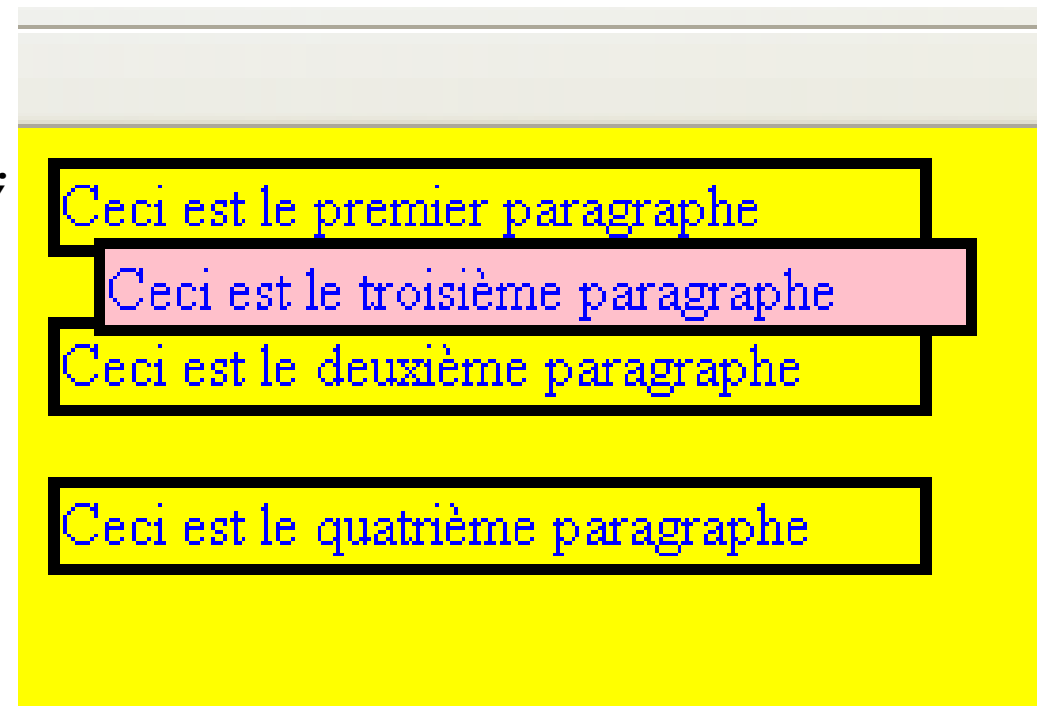 ;
Ceci est le premier paragraphe
Ceci est le troisième paragraphe
Ceci est le deuxième paragraphe
Ceci est le quatrième paragraphe